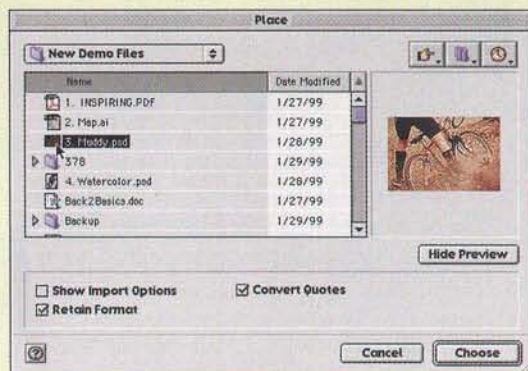 Place
New Demo Files
Name Date Modified
1. INSPIRING.PDF 1/27/99
2. Map.ai 1/27/99
3. Muddy.psd 1/28/99
378 1/29/99
4. Watercolor.psd 1/28/99
Back2Basics.doc 1/27/99
Backup 1/29/99
Hide Preview
Show Import Options Convert Quotes
Retain Format
? Cancel Choose